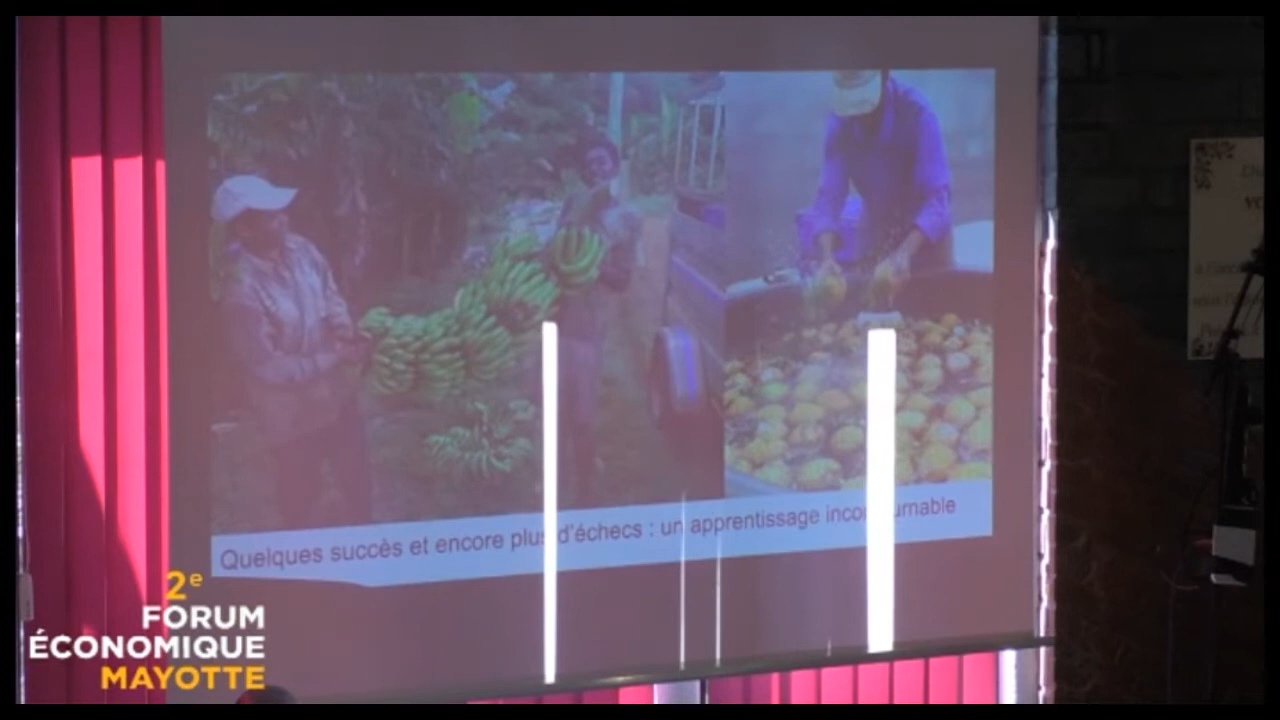 Quelques succès et encore plus d'échecs : un apprentissage incontournable
2e
FORUM
ÉCONOMIQUE
MAYOTTE